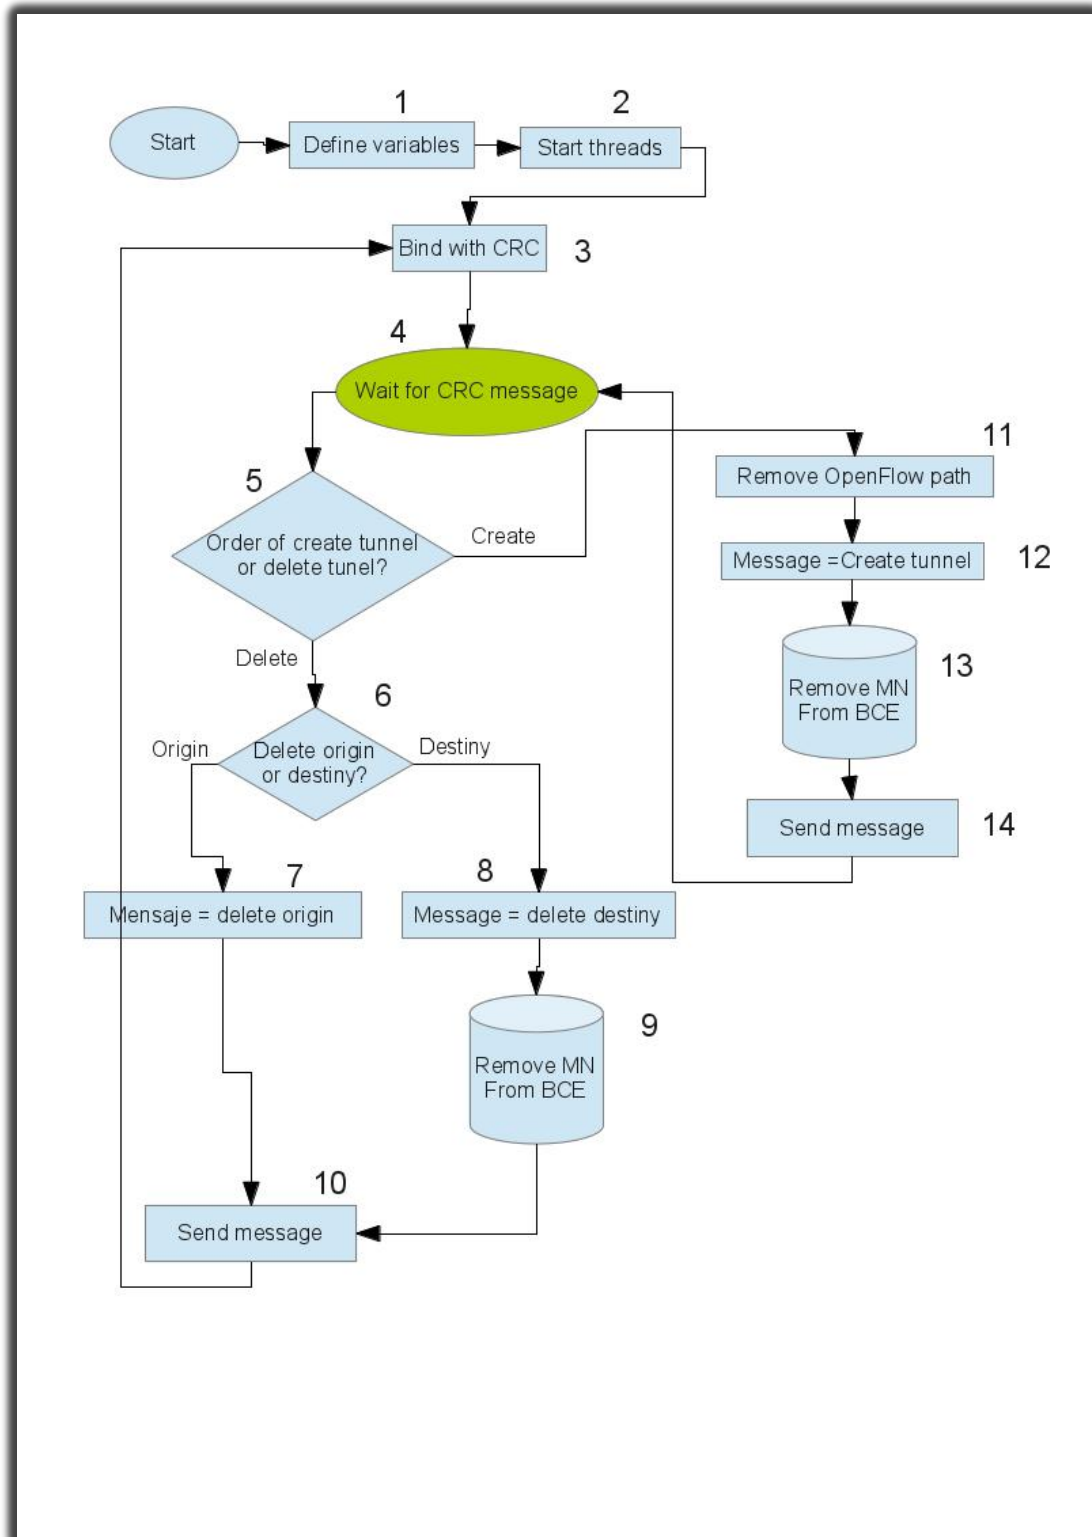 1
2
Start
Define variables
Start threads
Bind with CRC
3
4
Wait for CRC message
5
Order of create tunnel
or delete tunel?
Create
Delete
6
Origin
Delete origin
or destiny?
Destiny
7
Mensaje = delete origin
8
Message = delete destiny
9
Remove MN
From BCE
10
Send message
11
Remove OpenFlow path
Message =Create tunnel
12
13
Remove MN
From BCE
Send message
14